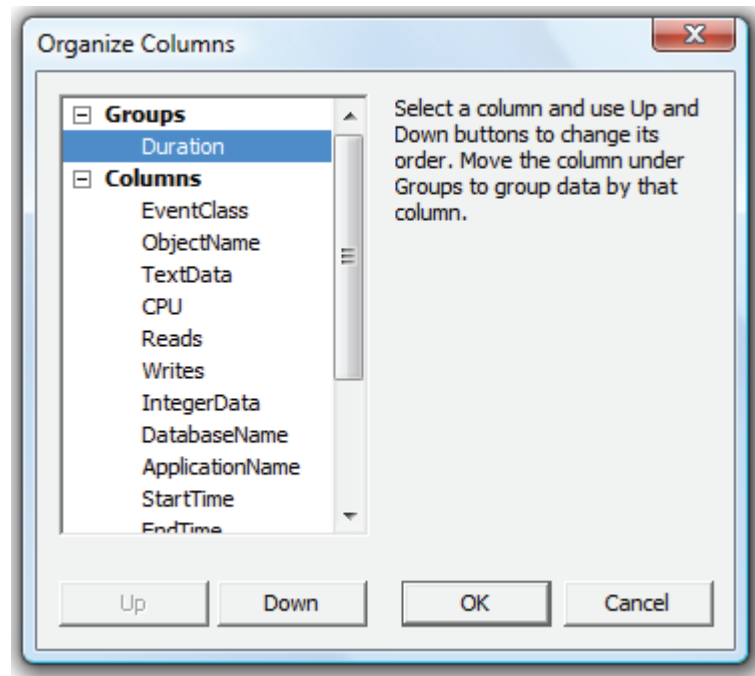 Organize Columns
Groups
Duration
Columns
EventClass
ObjectName
TextData
CPU
Reads
Writes
IntegerData
DatabaseName
ApplicationName
StartTime
EndTime
Select a column and use Up and
Down buttons to change its
order. Move the column under
Groups to group data by that
column.
Up
Down
OK
Cancel